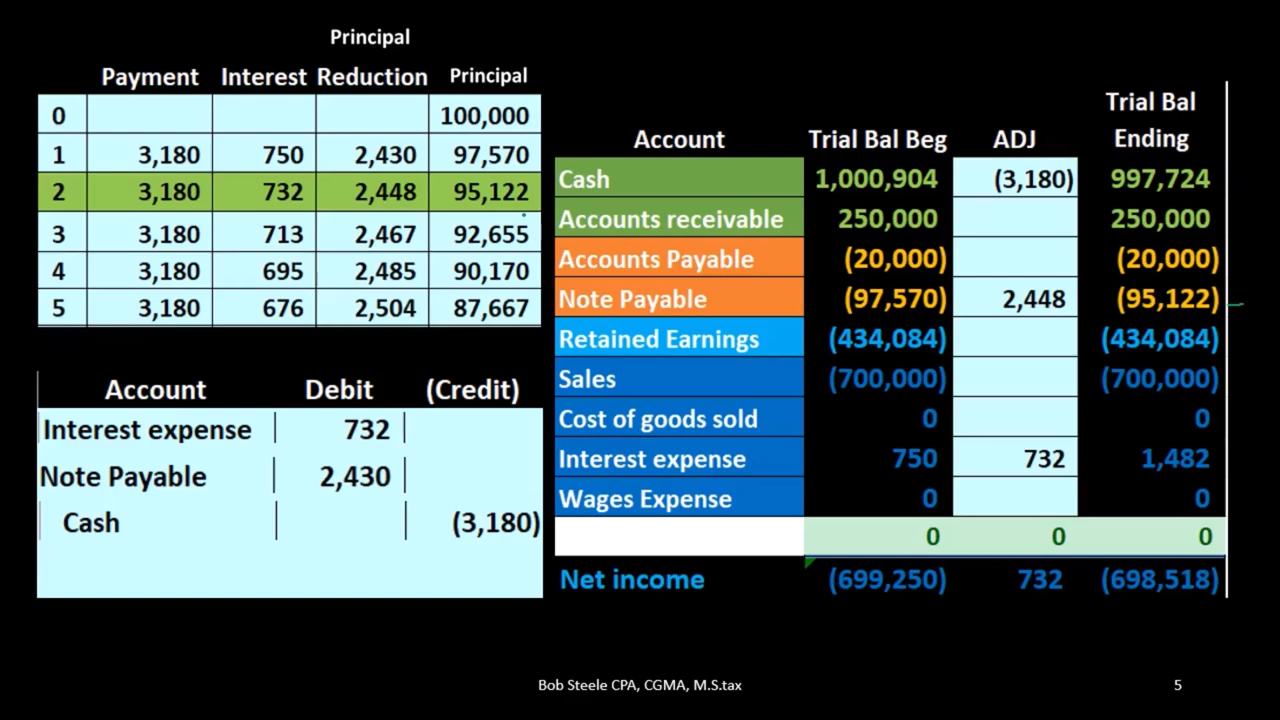 Principal
Payment Interest Reduction Principal
0 100,000
1 3,180 750 2,430 97,570
2 3,180 732 2,448 95,122
3 3,180 713 2,467 92,655
4 3,180 695 2,485 90,170
5 3,180 676 2,504 87,667
Account Debit (Credit)
Interest expense 732
Note Payable 2,430
Cash (3,180)
Trial Bal
Account Trial Bal Beg ADJ Ending
Cash 1,000,904 (3,180) 997,724
Accounts receivable 250,000 250,000
Accounts Payable (20,000) (20,000)
Note Payable (97,570) 2,448 (95,122)
Retained Earnings (434,084) (434,084)
Sales (700,000) (700,000)
Cost of goods sold 0 0
Interest expense 750 732 1,482
Wages Expense 0 0
0 0 0
Net income (699,250) 732 (698,518)
Bob Steele CPA, CGMA, M.S.tax 5